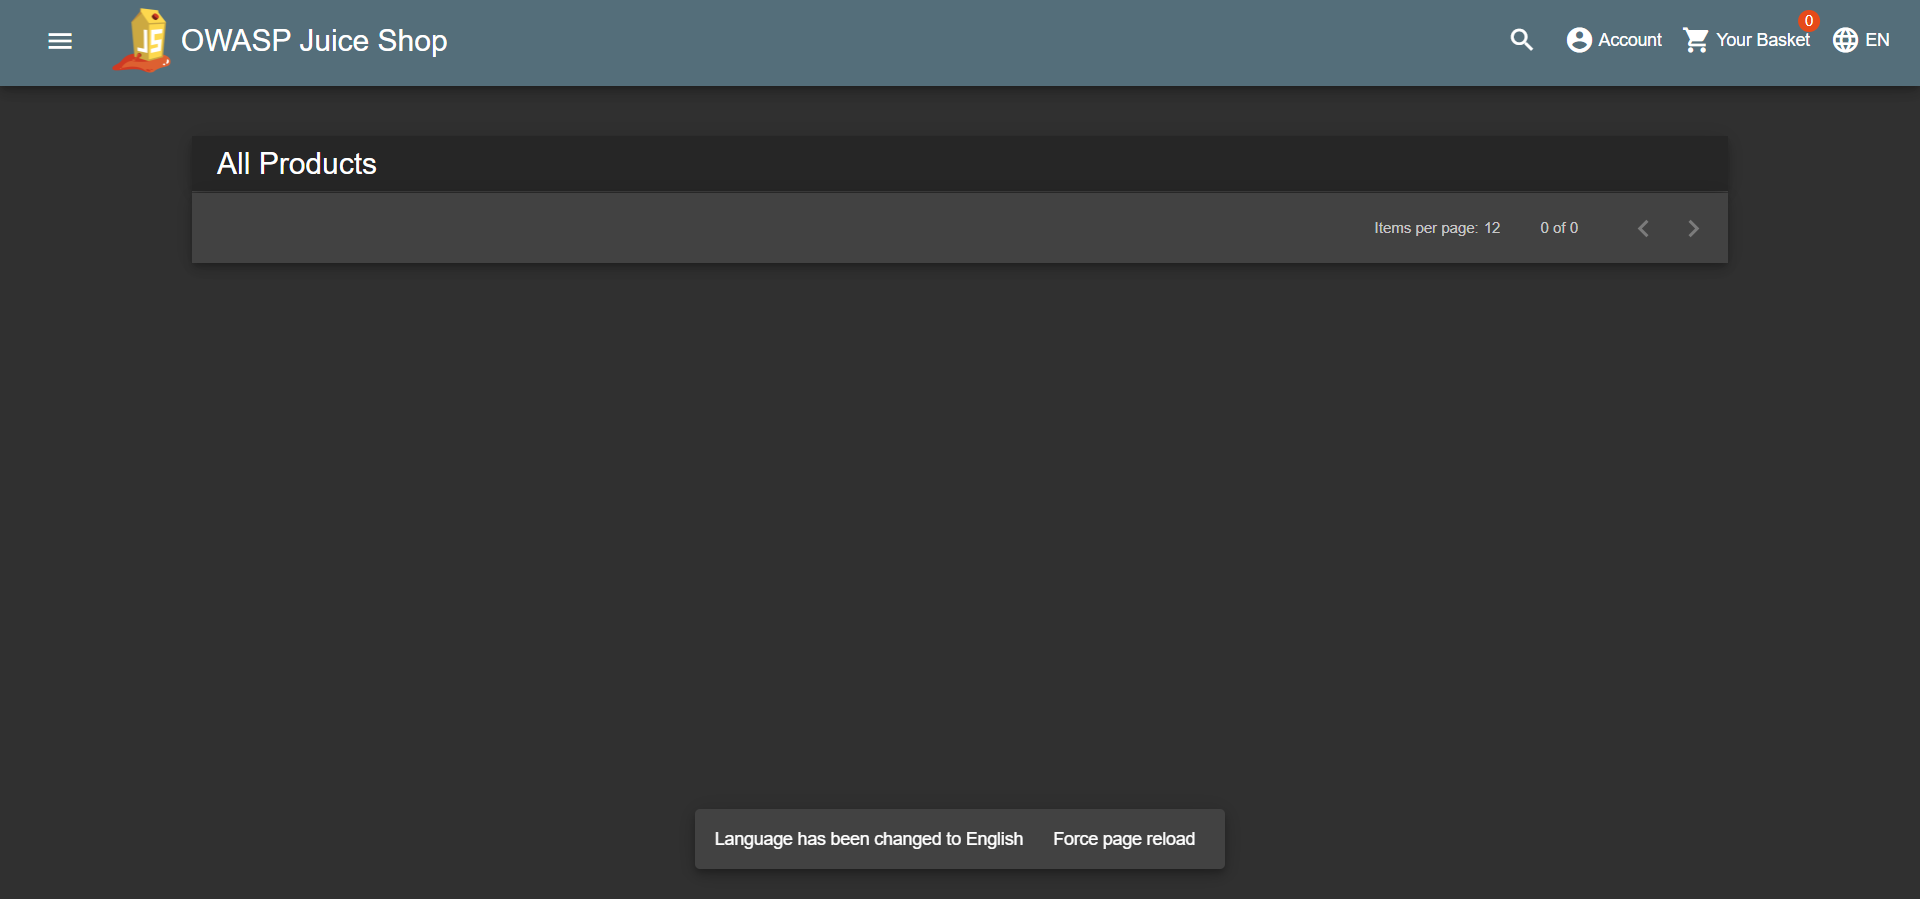 JS OWASP Juice Shop
Account
Your Basket 0
EN
All Products
Items per page: 12
0 of 0
Language has been changed to English
Force page reload